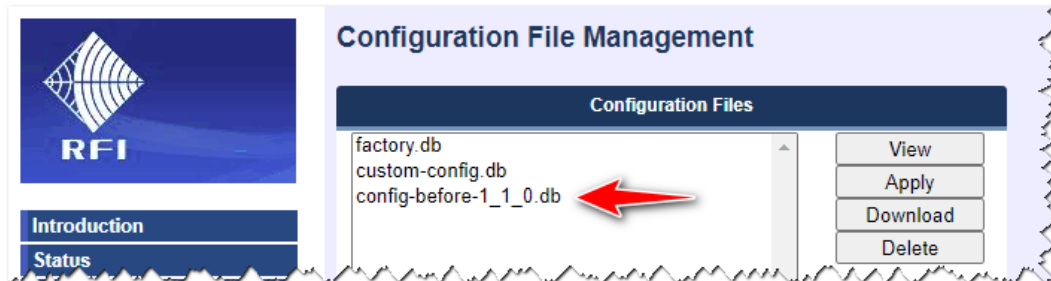 RFI
Introduction
Status
Configuration File Management
Configuration Files
factory.db
custom-config.db
config-before-1_1_0.db
View
Apply
Download
Delete